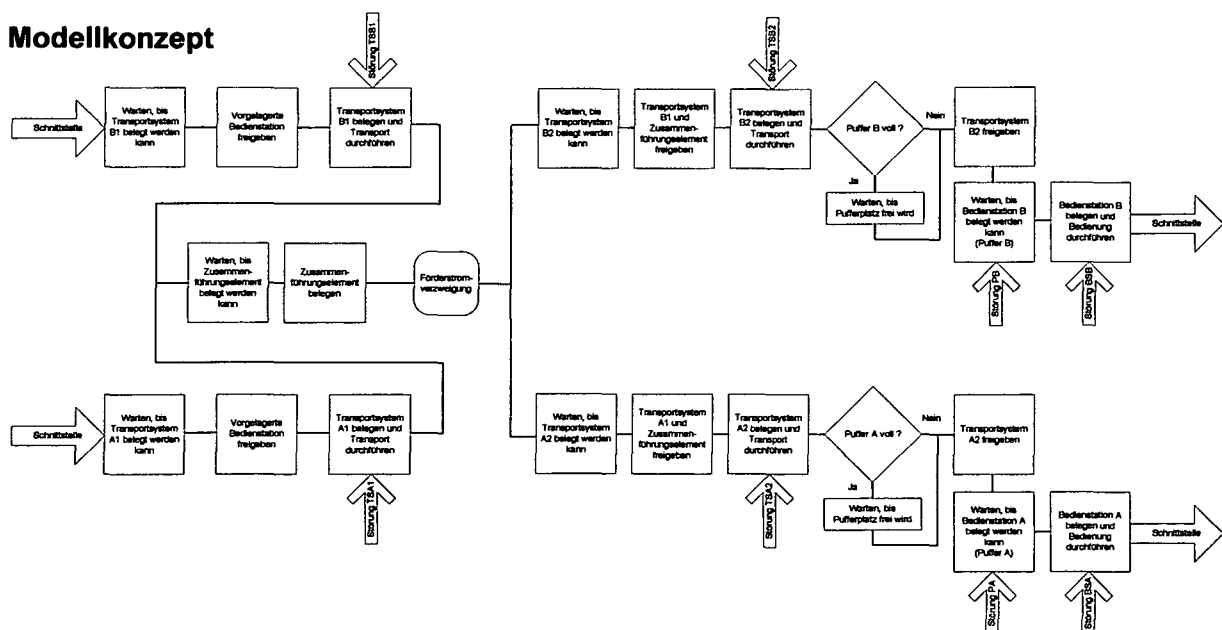 Modellkonzept
Störung TSB1
Störung TSB2
Schnittstelle
Warten, bis
Transportsystem
B1 belegt werden
kann
Vorgelagerte
Bedienstation
freigeben
Transportsystem
B1 belegen und
Transport
durchführen
Warten, bis
Transportsystem
B2 belegt werden
kann
Transportsystem
B1 und
Zusammen-
führungselement
freigeben
Transportsystem
B2 belegen und
Transport
durchführen
Puffer B voll ?
Nein
Ja
Warten, bis
Pufferplatz frei wird
Transportsystem
B2 freigeben
Warten, bis
Bedienstation B
belegt werden
kann
(Puffer B)
Bedienstation B
belegen und
Bedienung
durchführen
Schnittstelle
Störung PB
Störung BSB
Warten, bis
Zusammen-
führungselement
belegt werden
kann
Zusammen-
führungselement
belegen
Förderstrom-
verzweigung
Schnittstelle
Warten, bis
Transportsystem
A1 belegt werden
kann
Vorgelagerte
Bedienstation
freigeben
Transportsystem
A1 belegen und
Transport
durchführen
Störung TSA1
Warten, bis
Transportsystem
A2 belegt werden
kann
Transportsystem
A1 und
Zusammen-
führungselement
freigeben
Transportsystem
A2 belegen und
Transport
durchführen
Störung TSA2
Puffer A voll ?
Nein
Ja
Warten, bis
Pufferplatz frei wird
Transportsystem
A2 freigeben
Warten, bis
Bedienstation A
belegt werden
kann
(Puffer A)
Bedienstation A
belegen und
Bedienung
durchführen
Schnittstelle
Störung PA
Störung BSA